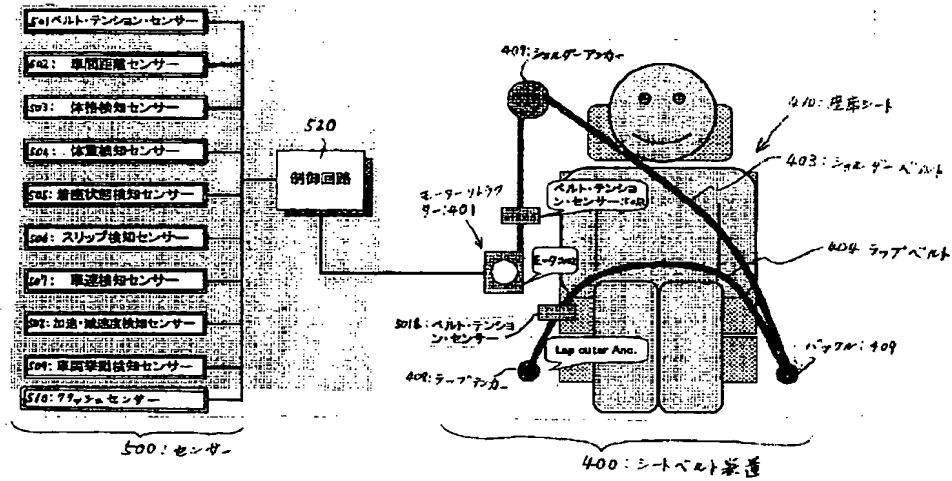 501ベルト・テンション・センサー
502: 車間距離センサー
503: 体格検知センサー
504: 体重検知センサー
505: 着座状態検知センサー
506: スリップ検知センサー
507: 車速検知センサー
508: 加速・減速度検知センサー
509: 車両挙動検知センサー
510: クラッシュセンサー
500: センサー
520
制御回路
407: ショルダーアンカー
410: 座席シート
403: ショルダーベルト
モーターリトラクター: 401
ベルト・テンション・センサー
404 ラップベルト
501B: ベルト・テンション・センサー
Lap outer Anc.
408: ラップアンカー
バックル: 409
400: シートベルト装置